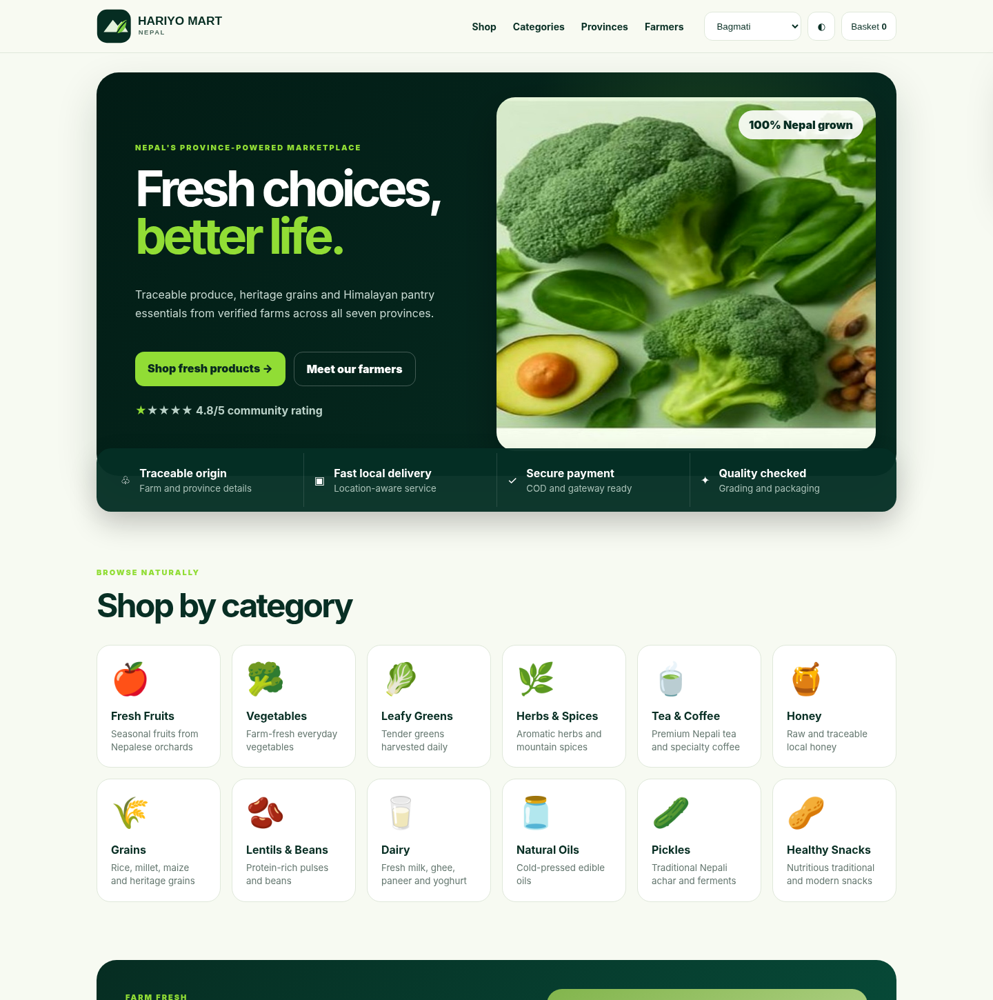 HARIYO MART
NEPAL
Shop Categories Provinces Farmers Bagmati Basket 0
100% Nepal grown
NEPAL'S PROVINCE-POWERED MARKETPLACE
Fresh choices,
better life.
Traceable produce, heritage grains and Himalayan pantry
essentials from verified farms across all seven provinces.
Shop fresh products → Meet our farmers
★★★★★ 4.8/5 community rating
Traceable origin
Farm and province details
Fast local delivery
Location-aware service
Secure payment
COD and gateway ready
Quality checked
Grading and packaging
BROWSE NATURALLY
Shop by category
Fresh Fruits
Seasonal fruits from
Nepalese orchards
Vegetables
Farm-fresh everyday
vegetables
Leafy Greens
Tender greens
harvested daily
Herbs & Spices
Aromatic herbs and
mountain spices
Tea & Coffee
Premium Nepali tea
and specialty coffee
Honey
Raw and traceable
local honey
Grains
Rice, millet, maize
and heritage grains
Lentils & Beans
Protein-rich pulses
and beans
Dairy
Fresh milk, ghee,
paneer and yoghurt
Natural Oils
Cold-pressed edible
oils
Pickles
Traditional Nepali
achar and ferments
Healthy Snacks
Nutritious traditional
and modern snacks
FARM FRESH